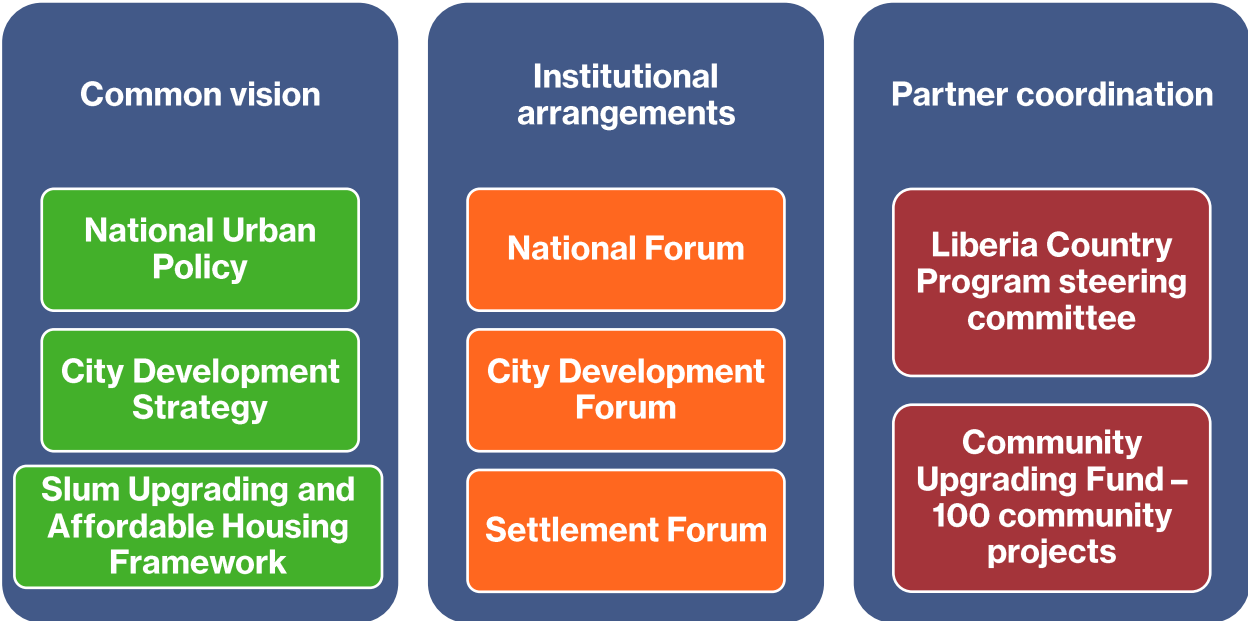 Common vision
National Urban
Policy
City Development
Strategy
Slum Upgrading and
Affordable Housing
Framework
Institutional
arrangements
National Forum
City Development
Forum
Settlement Forum
Partner coordination
Liberia Country
Program steering
committee
Community
Upgrading Fund –
100 community
projects